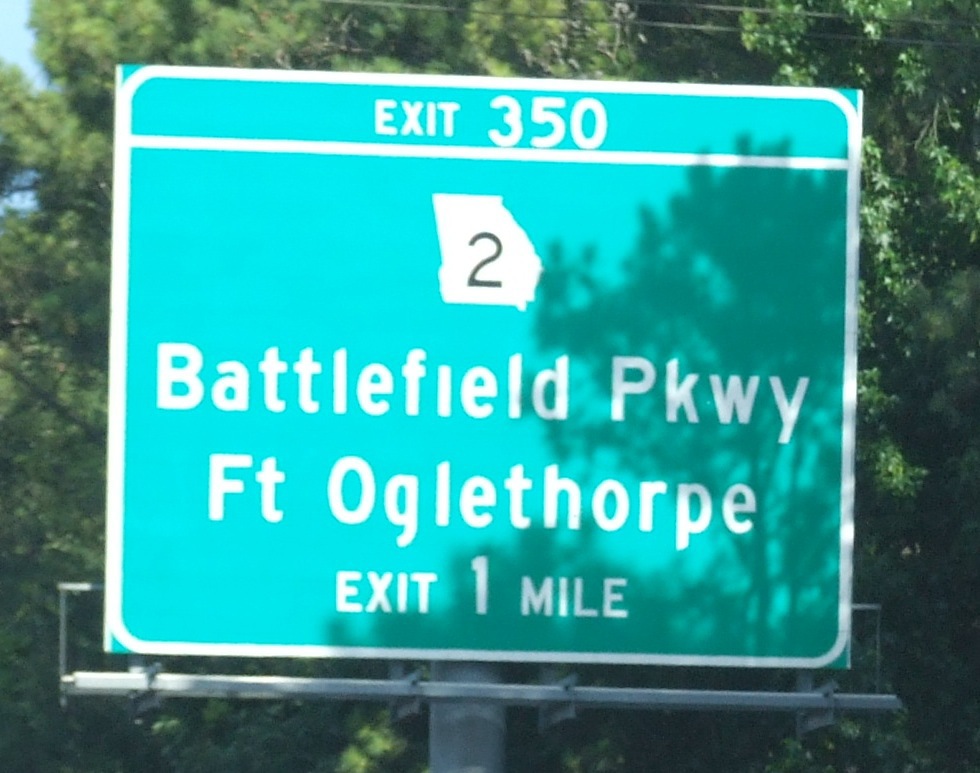 EXIT 350
2
Battlefield Pkwy
Ft Oglethorpe
EXIT 1 MILE